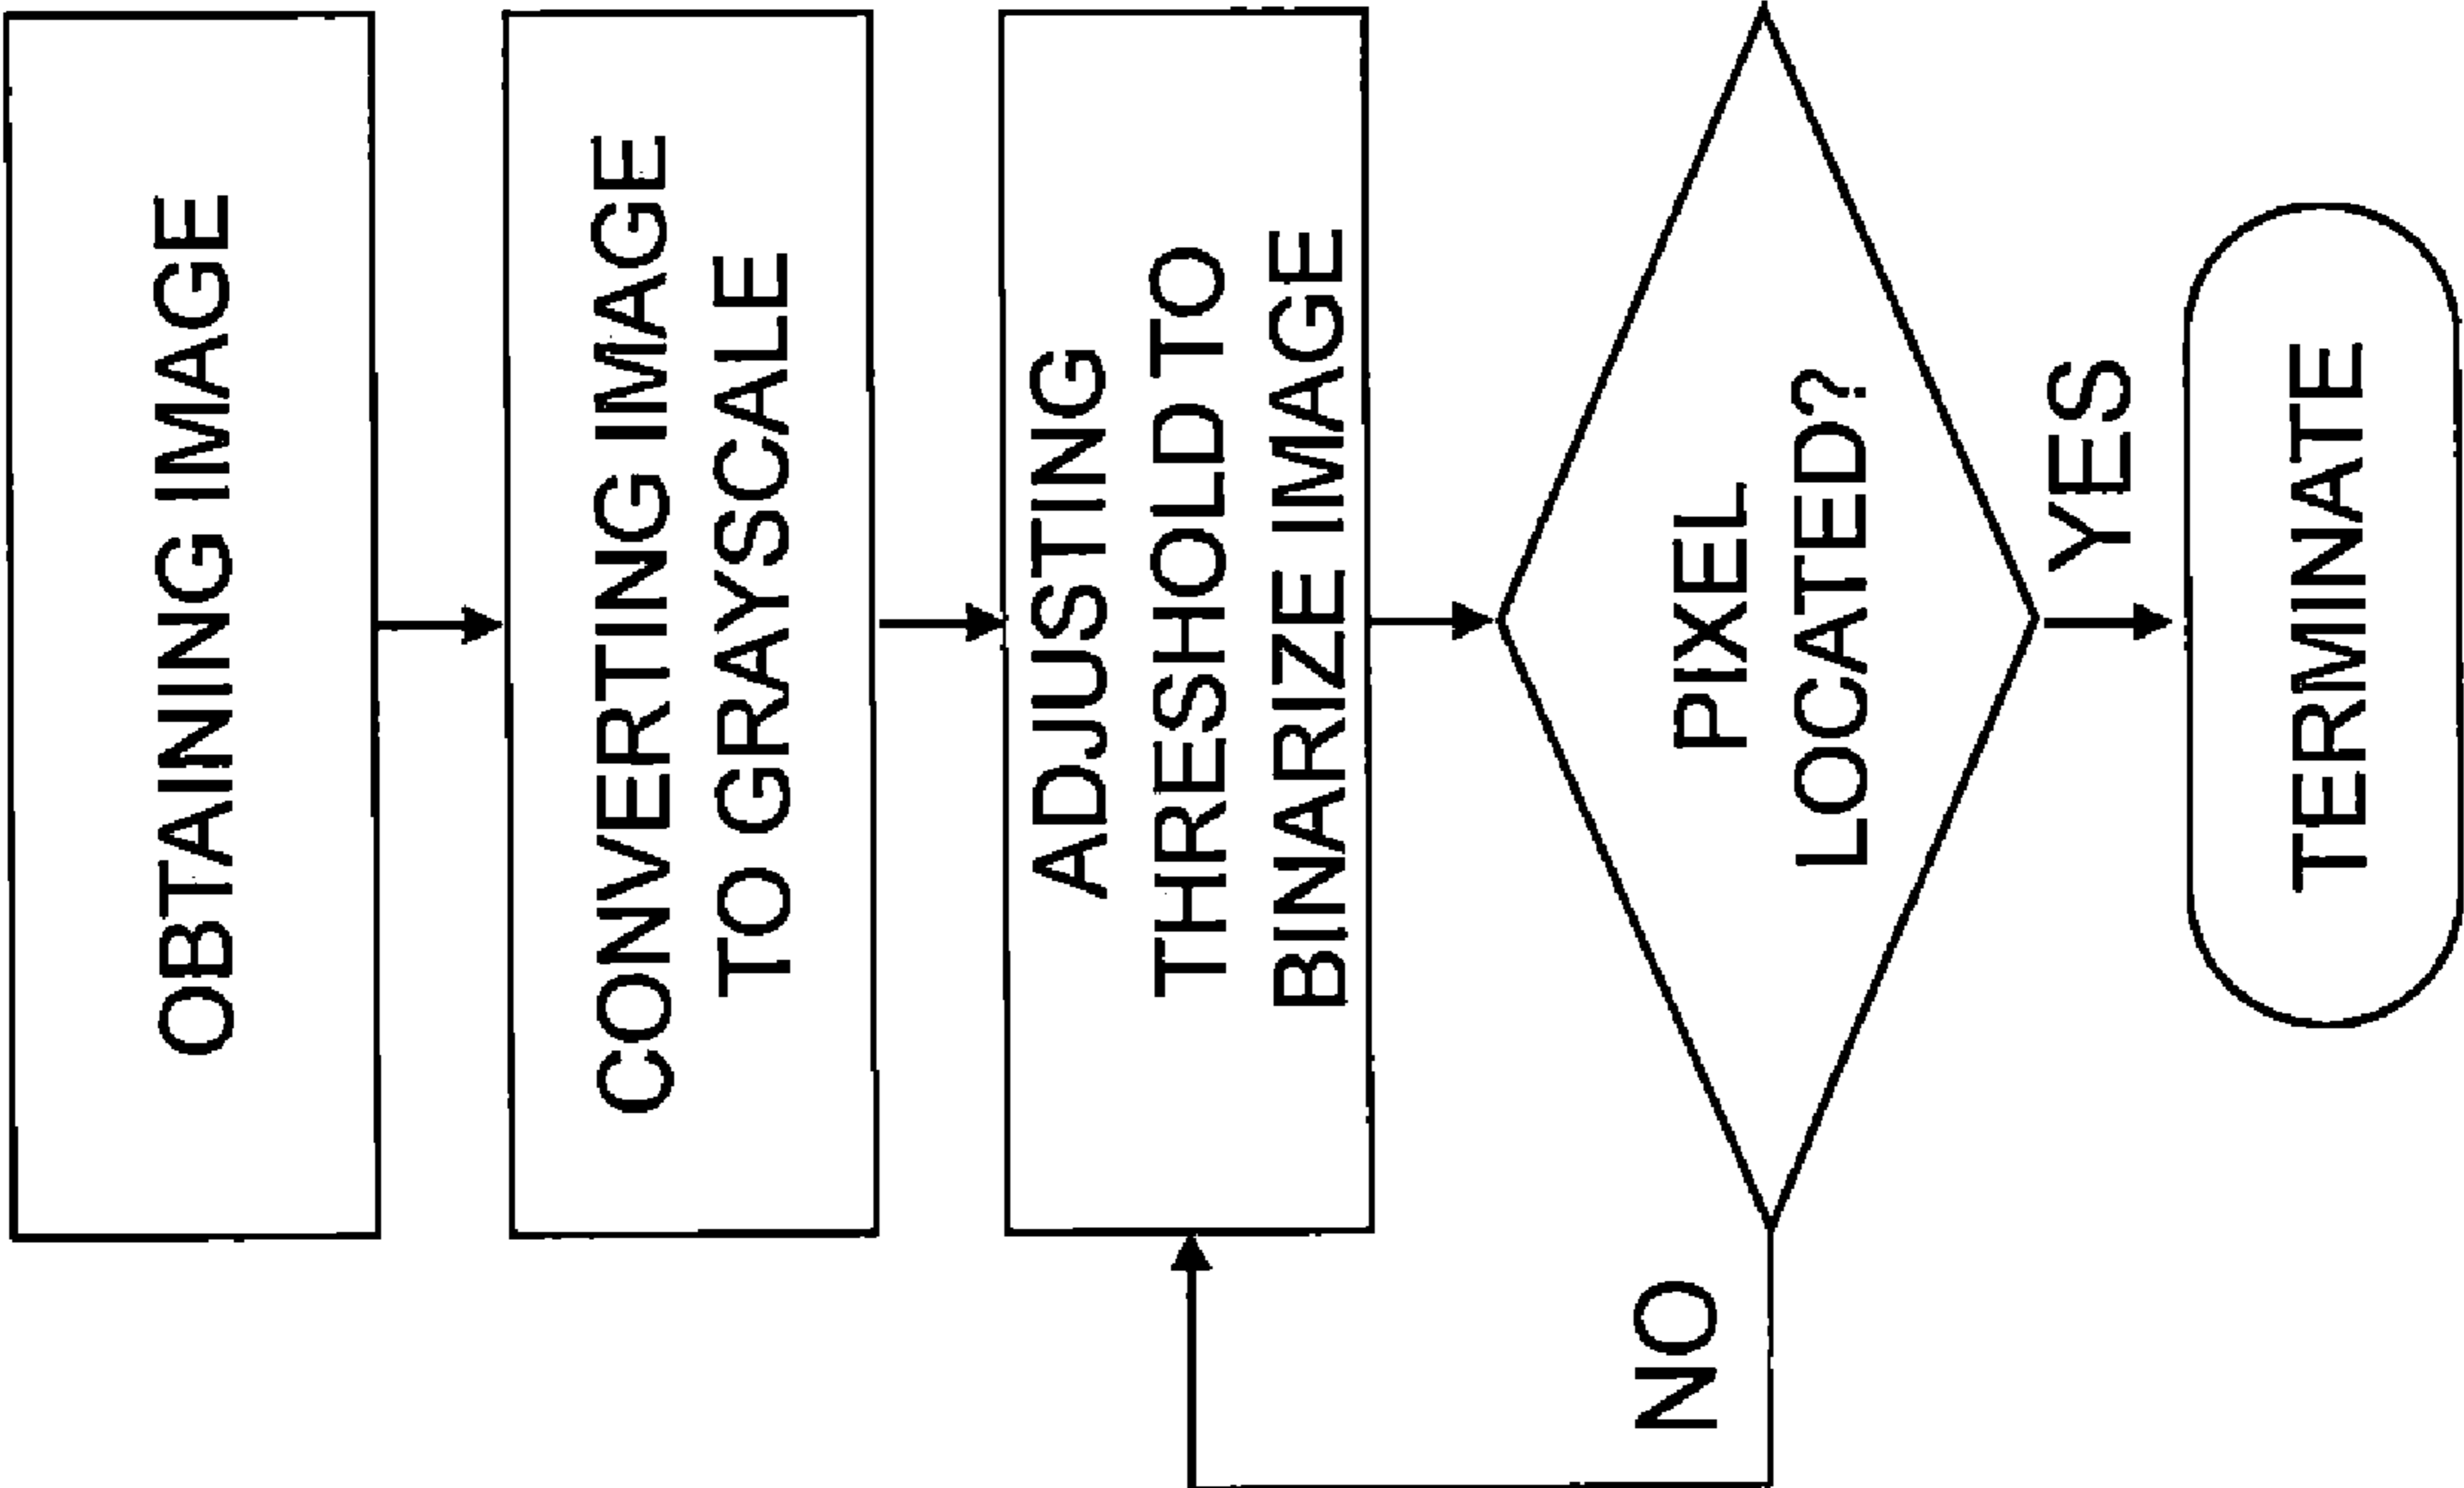 OBTAINING IMAGE
CONVERTING IMAGE
TO GRAYSCALE
ADJUSTING
THRESHOLD TO
BINARIZE IMAGE
PIXEL
LOCATED?
NO
YES
TERMINATE